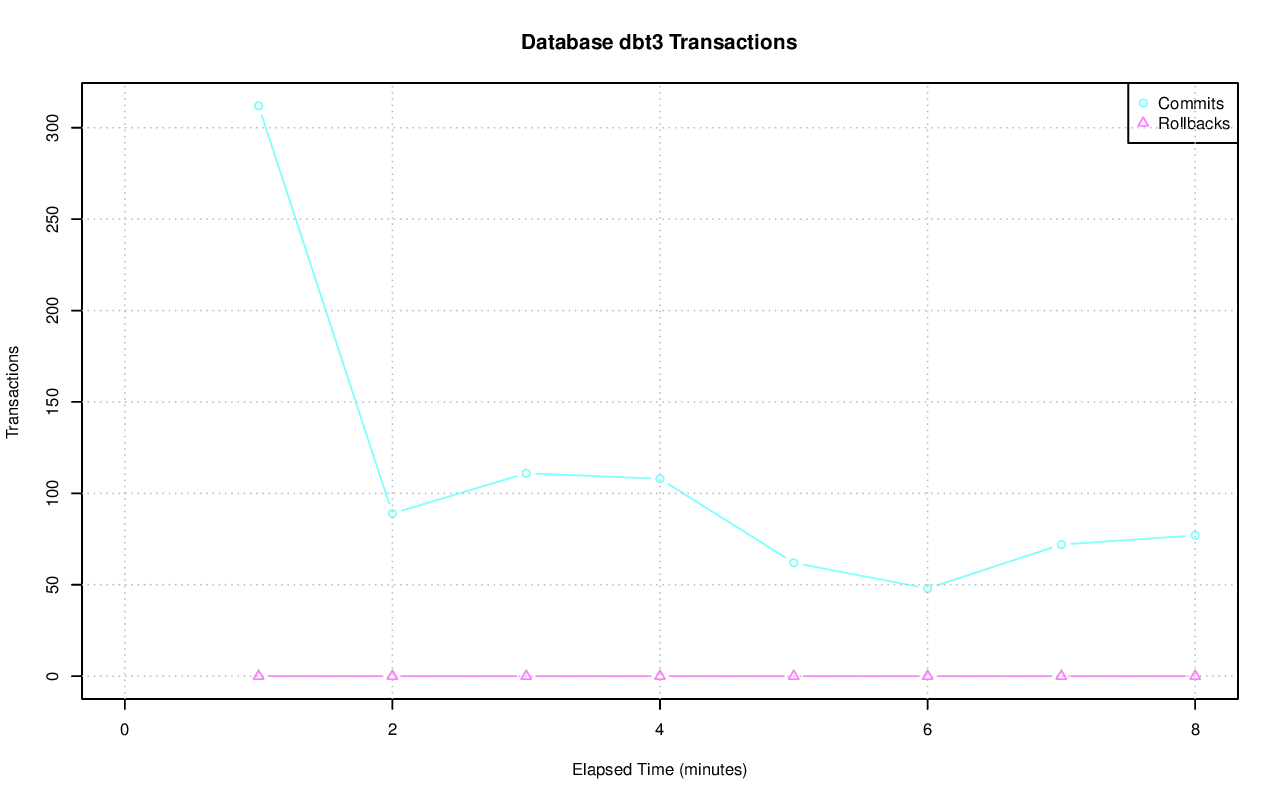 Database dbt3 Transactions
Commits
Rollbacks
300
250
200
150
100
50
0
Transactions
0 2 4 6 8
Elapsed Time (minutes)